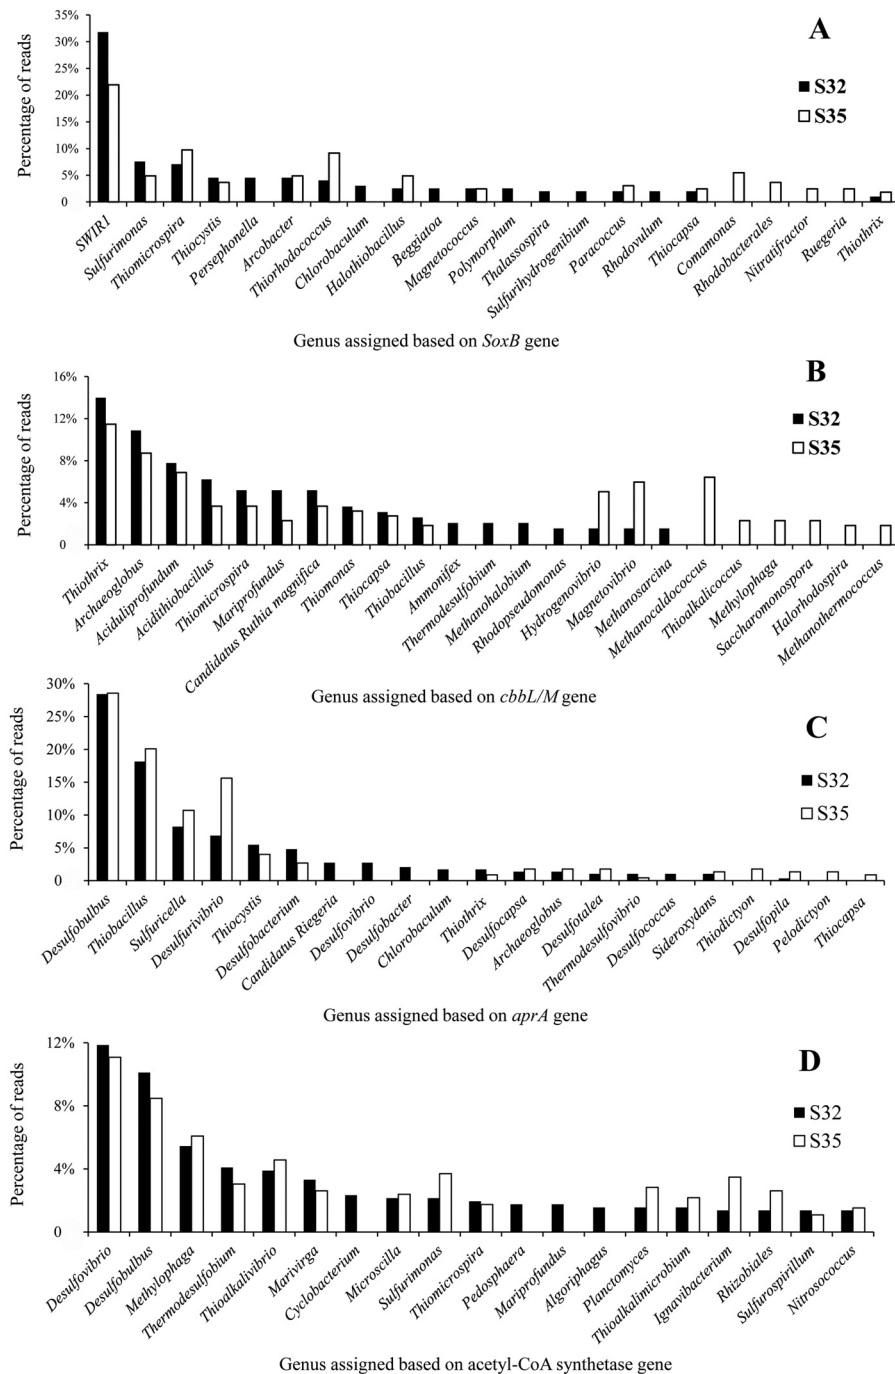 A
Percentage of reads
35%
30%
25%
20%
15%
10%
5%
0
S32
S35
SWIR1
Sulfurimonas
Thiomicrospira
Thiocystis
Persephonella
Arcobacter
Thiorhodococcus
Chlorobaculum
Halothiobacillus
Beggiatoa
Magnetococcus
Polymorphum
Thalassospira
Sulfurihydrogenibium
Paracoccus
Rhodovulum
Thiocapsa
Comamonas
Rhodobacterales
Nitratifractor
Ruegeria
Thiothrix
Genus assigned based on SoxB gene
B
Percentage of reads
16%
12%
8%
4%
0
S32
S35
Thiothrix
Archaeoglobus
Aciduliprofundum
Acidithiobacillus
Thiomicrospira
Mariprofundus
Candidatus Ruthia magnifica
Thiomonas
Thiocapsa
Thiobacillus
Ammonifex
Thermodesulfobium
Methanohalobium
Rhodopseudomonas
Hydrogenovibrio
Magnetovibrio
Methanosarcina
Methanocaldococcus
Thioalkalicoccus
Methylophaga
Saccharomonospora
Halorhodospira
Methanothermococcus
Genus assigned based on cbbL/M gene
C
Percentage of reads
30%
20%
10%
5%
0
S32
S35
Desulfobulbus
Thiobacillus
Sulfuricella
Desulfurivibrio
Thiocystis
Desulfobacterium
Candidatus Riegeria
Desulfovibrio
Desulfobacter
Chlorobaculum
Thiothrix
Desulfocapsa
Archaeoglobus
Desulfotalea
Thermodesulfovibrio
Desulfococcus
Sideroxydans
Thiodictyon
Desulfopila
Pelodictyon
Thiocapsa
Genus assigned based on aprA gene
D
Percentage of reads
12%
8%
4%
0
S32
S35
Desulfovibrio
Desulfobulbus
Methylophaga
Thermodesulfobium
Thioalkalivibrio
Marivirga
Cyclobacterium
Microscilla
Sulfurimonas
Thiomicrospira
Pedosphaera
Mariprofundus
Algoriphagus
Planctomyces
Thioalkalimicrobium
Ignavibacterium
Rhizobiales
Sulfurospirillum
Nitrosococcus
Genus assigned based on acetyl-CoA synthetase gene